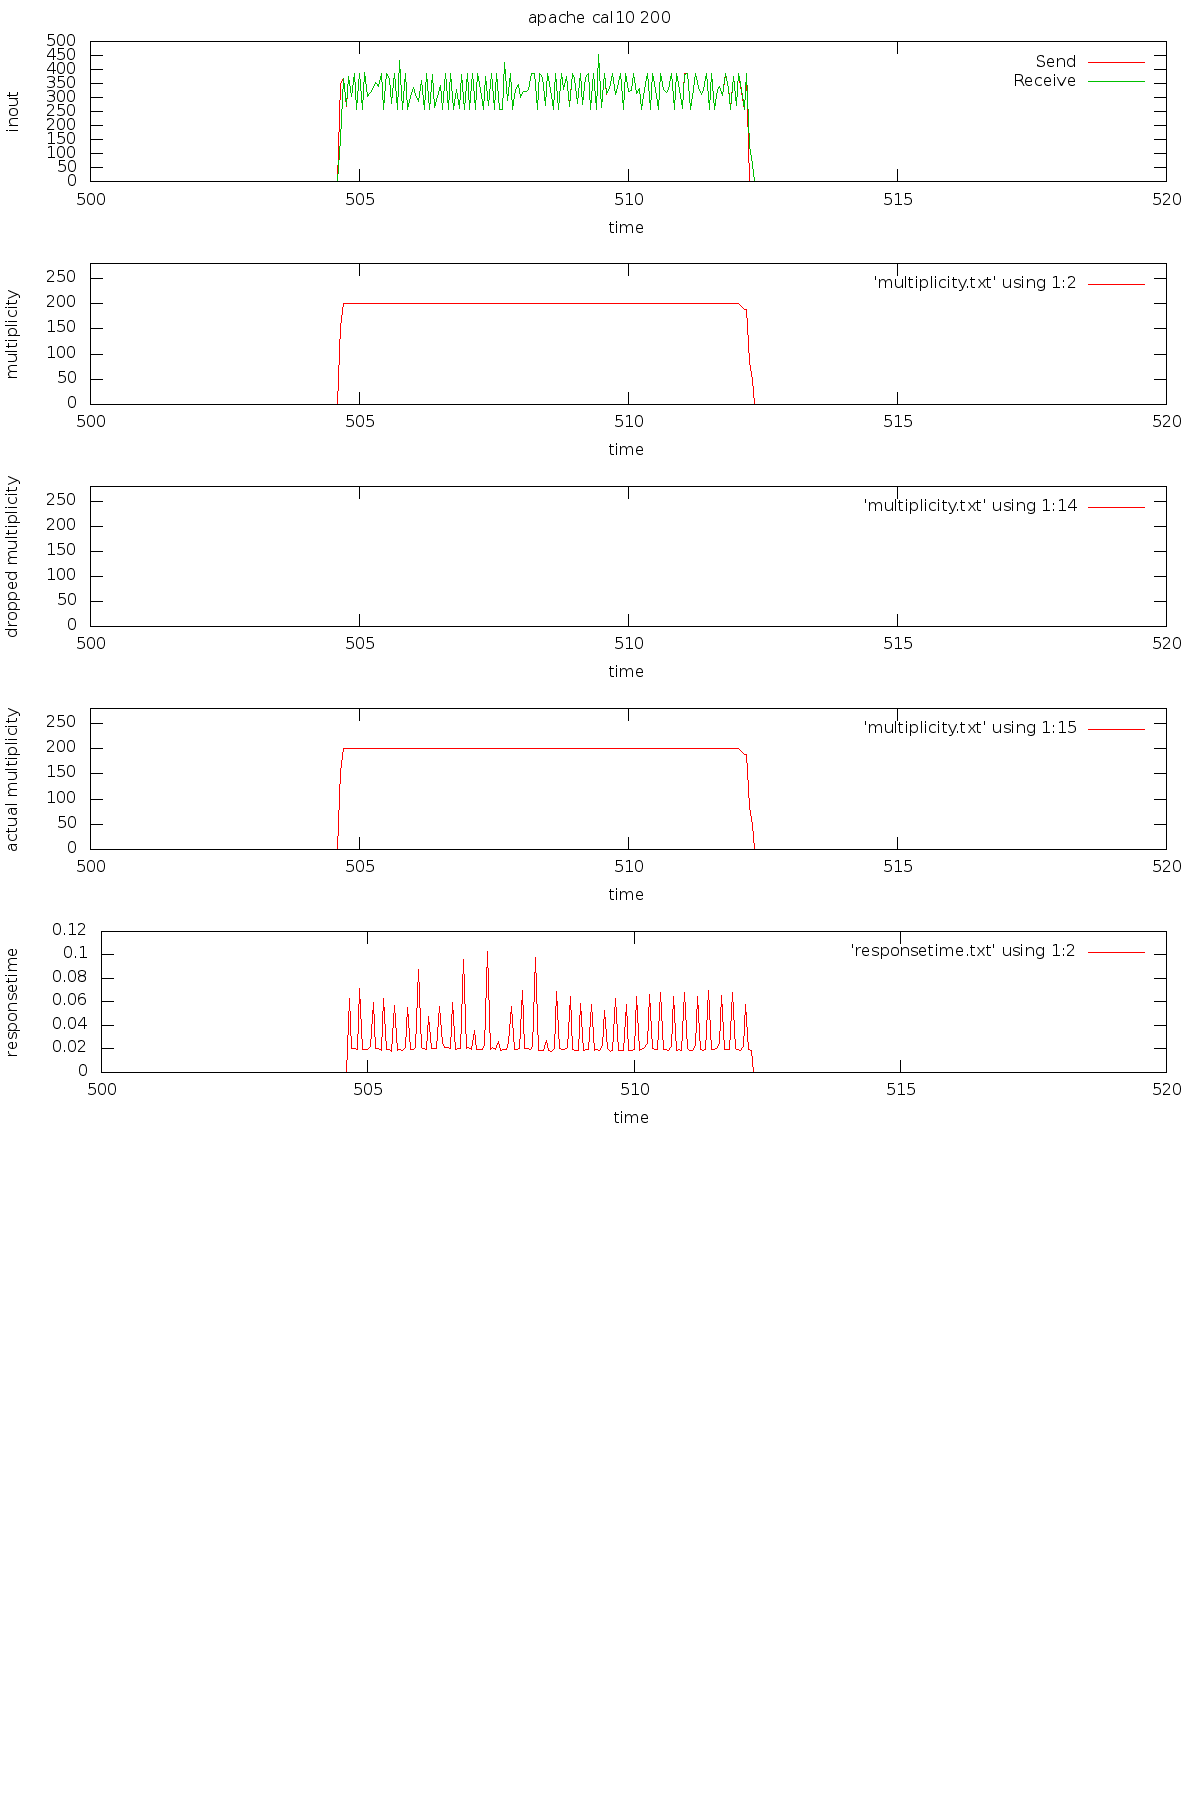 apache cal10 200
500
450
400
350
300
250
200
150
100
50
0
inout
Send
Receive
500 505 510 515 520
time
250
200
150
100
50
0
multiplicity
'multiplicity.txt' using 1:2
500 505 510 515 520
time
250
200
150
100
50
0
dropped multiplicity
'multiplicity.txt' using 1:14
500 505 510 515 520
time
250
200
150
100
50
0
actual multiplicity
'multiplicity.txt' using 1:15
500 505 510 515 520
time
0.12
0.1
0.08
0.06
0.04
0.02
0
responsetime
'responsetime.txt' using 1:2
500 505 510 515 520
time